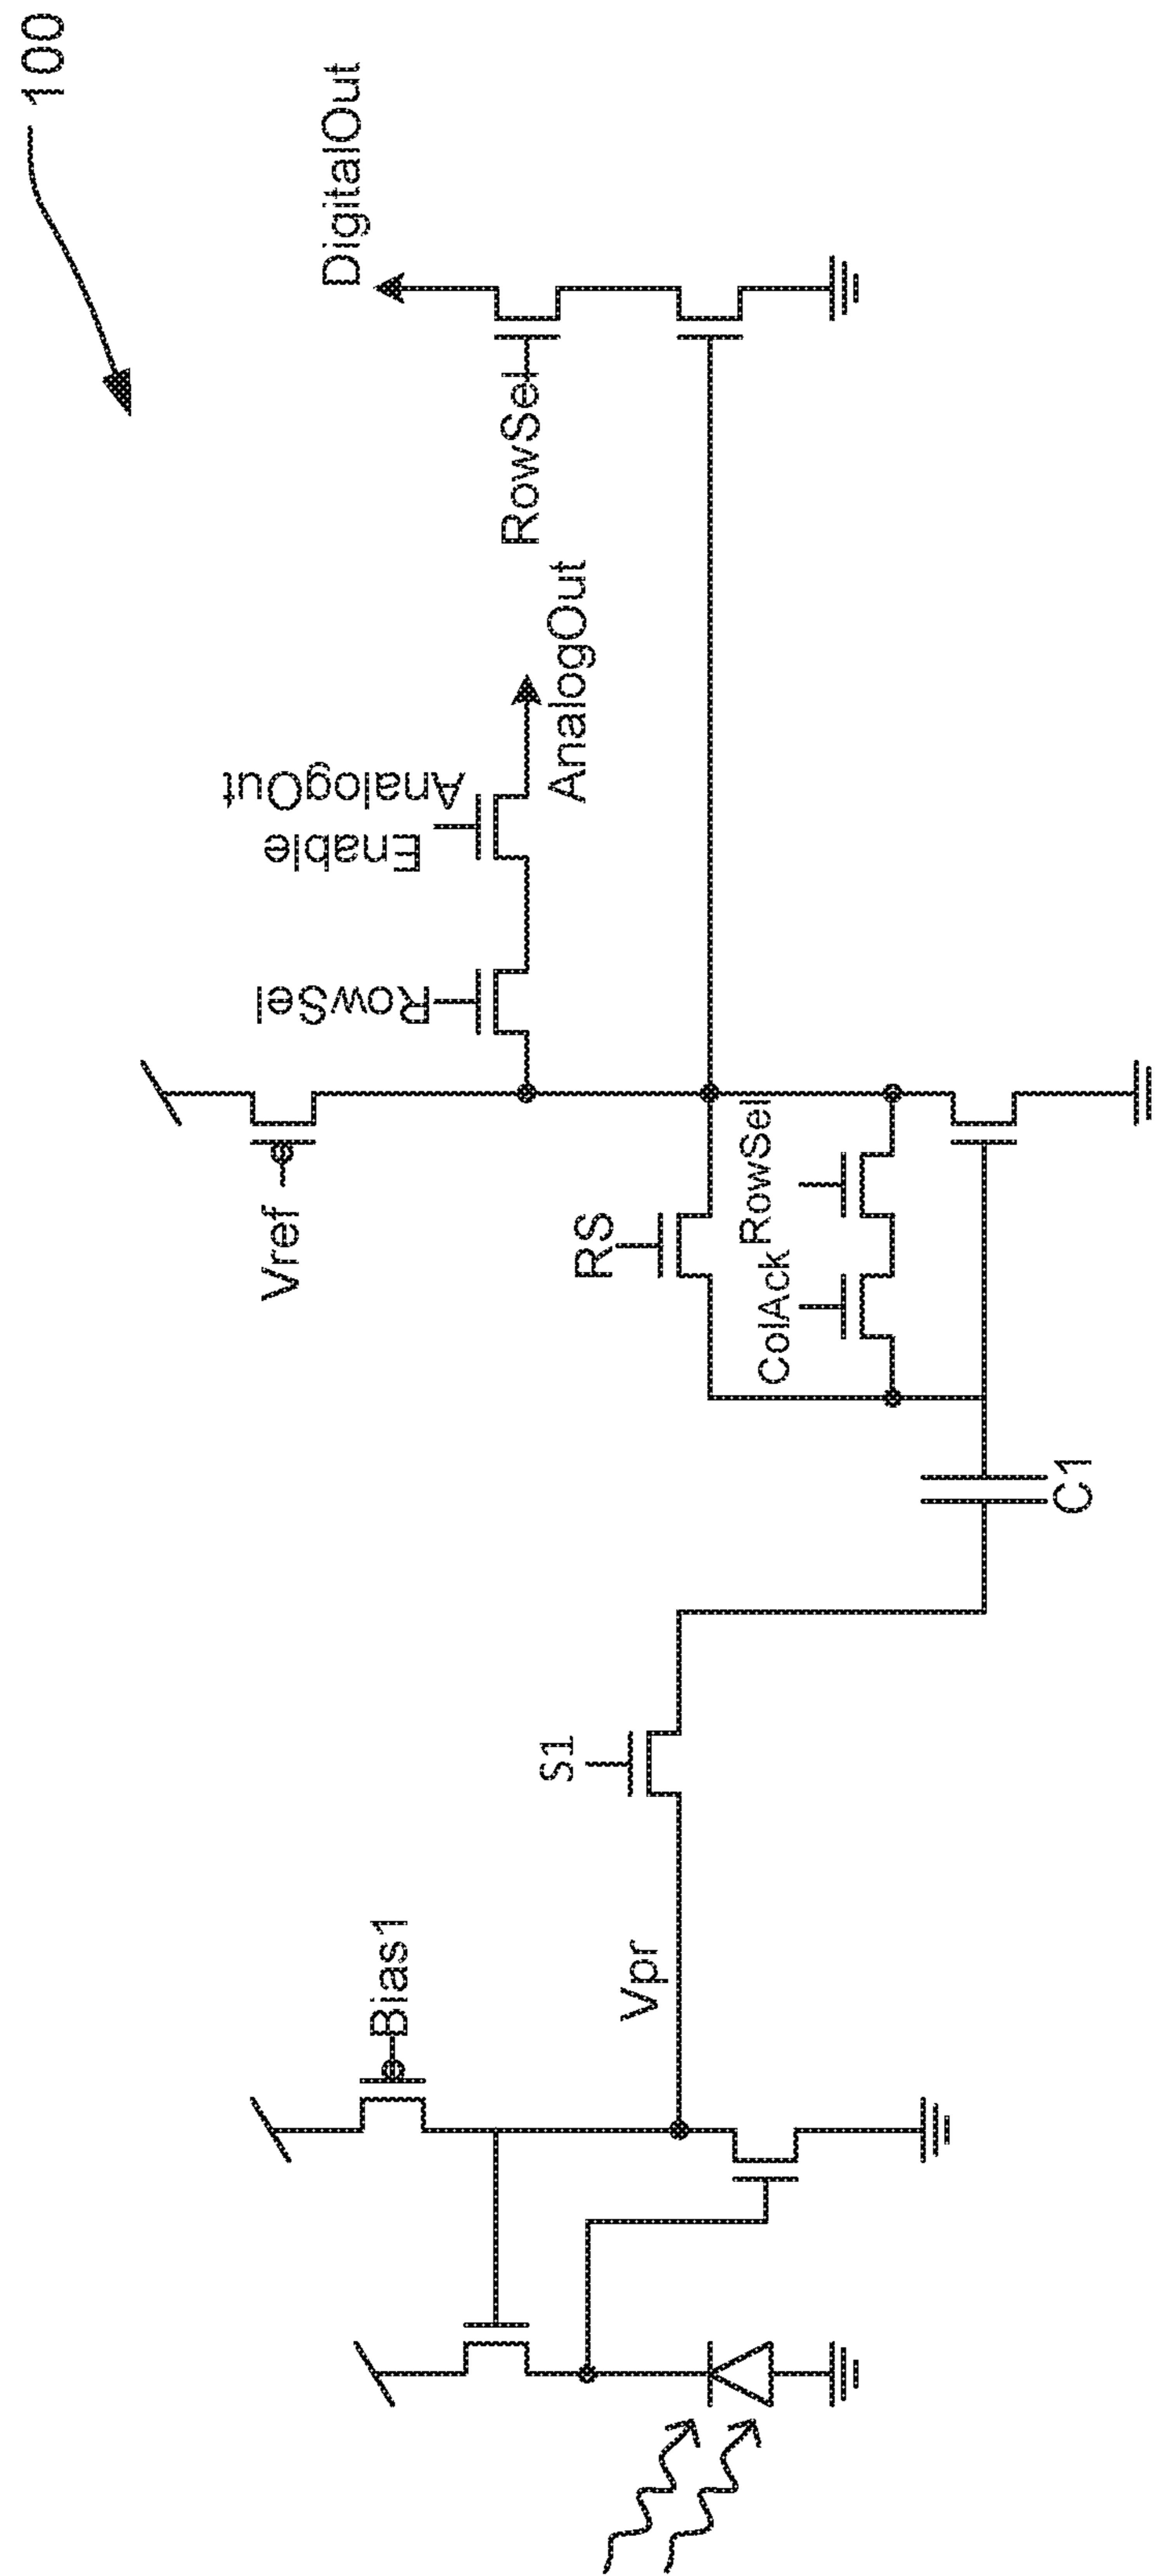 100
DigitalOut
RowSel
AnalogOut
Enable
AnalogOut
RowSel
Vref
RS
RowSel
ColAck
C1
S1
Bias1
Vpr